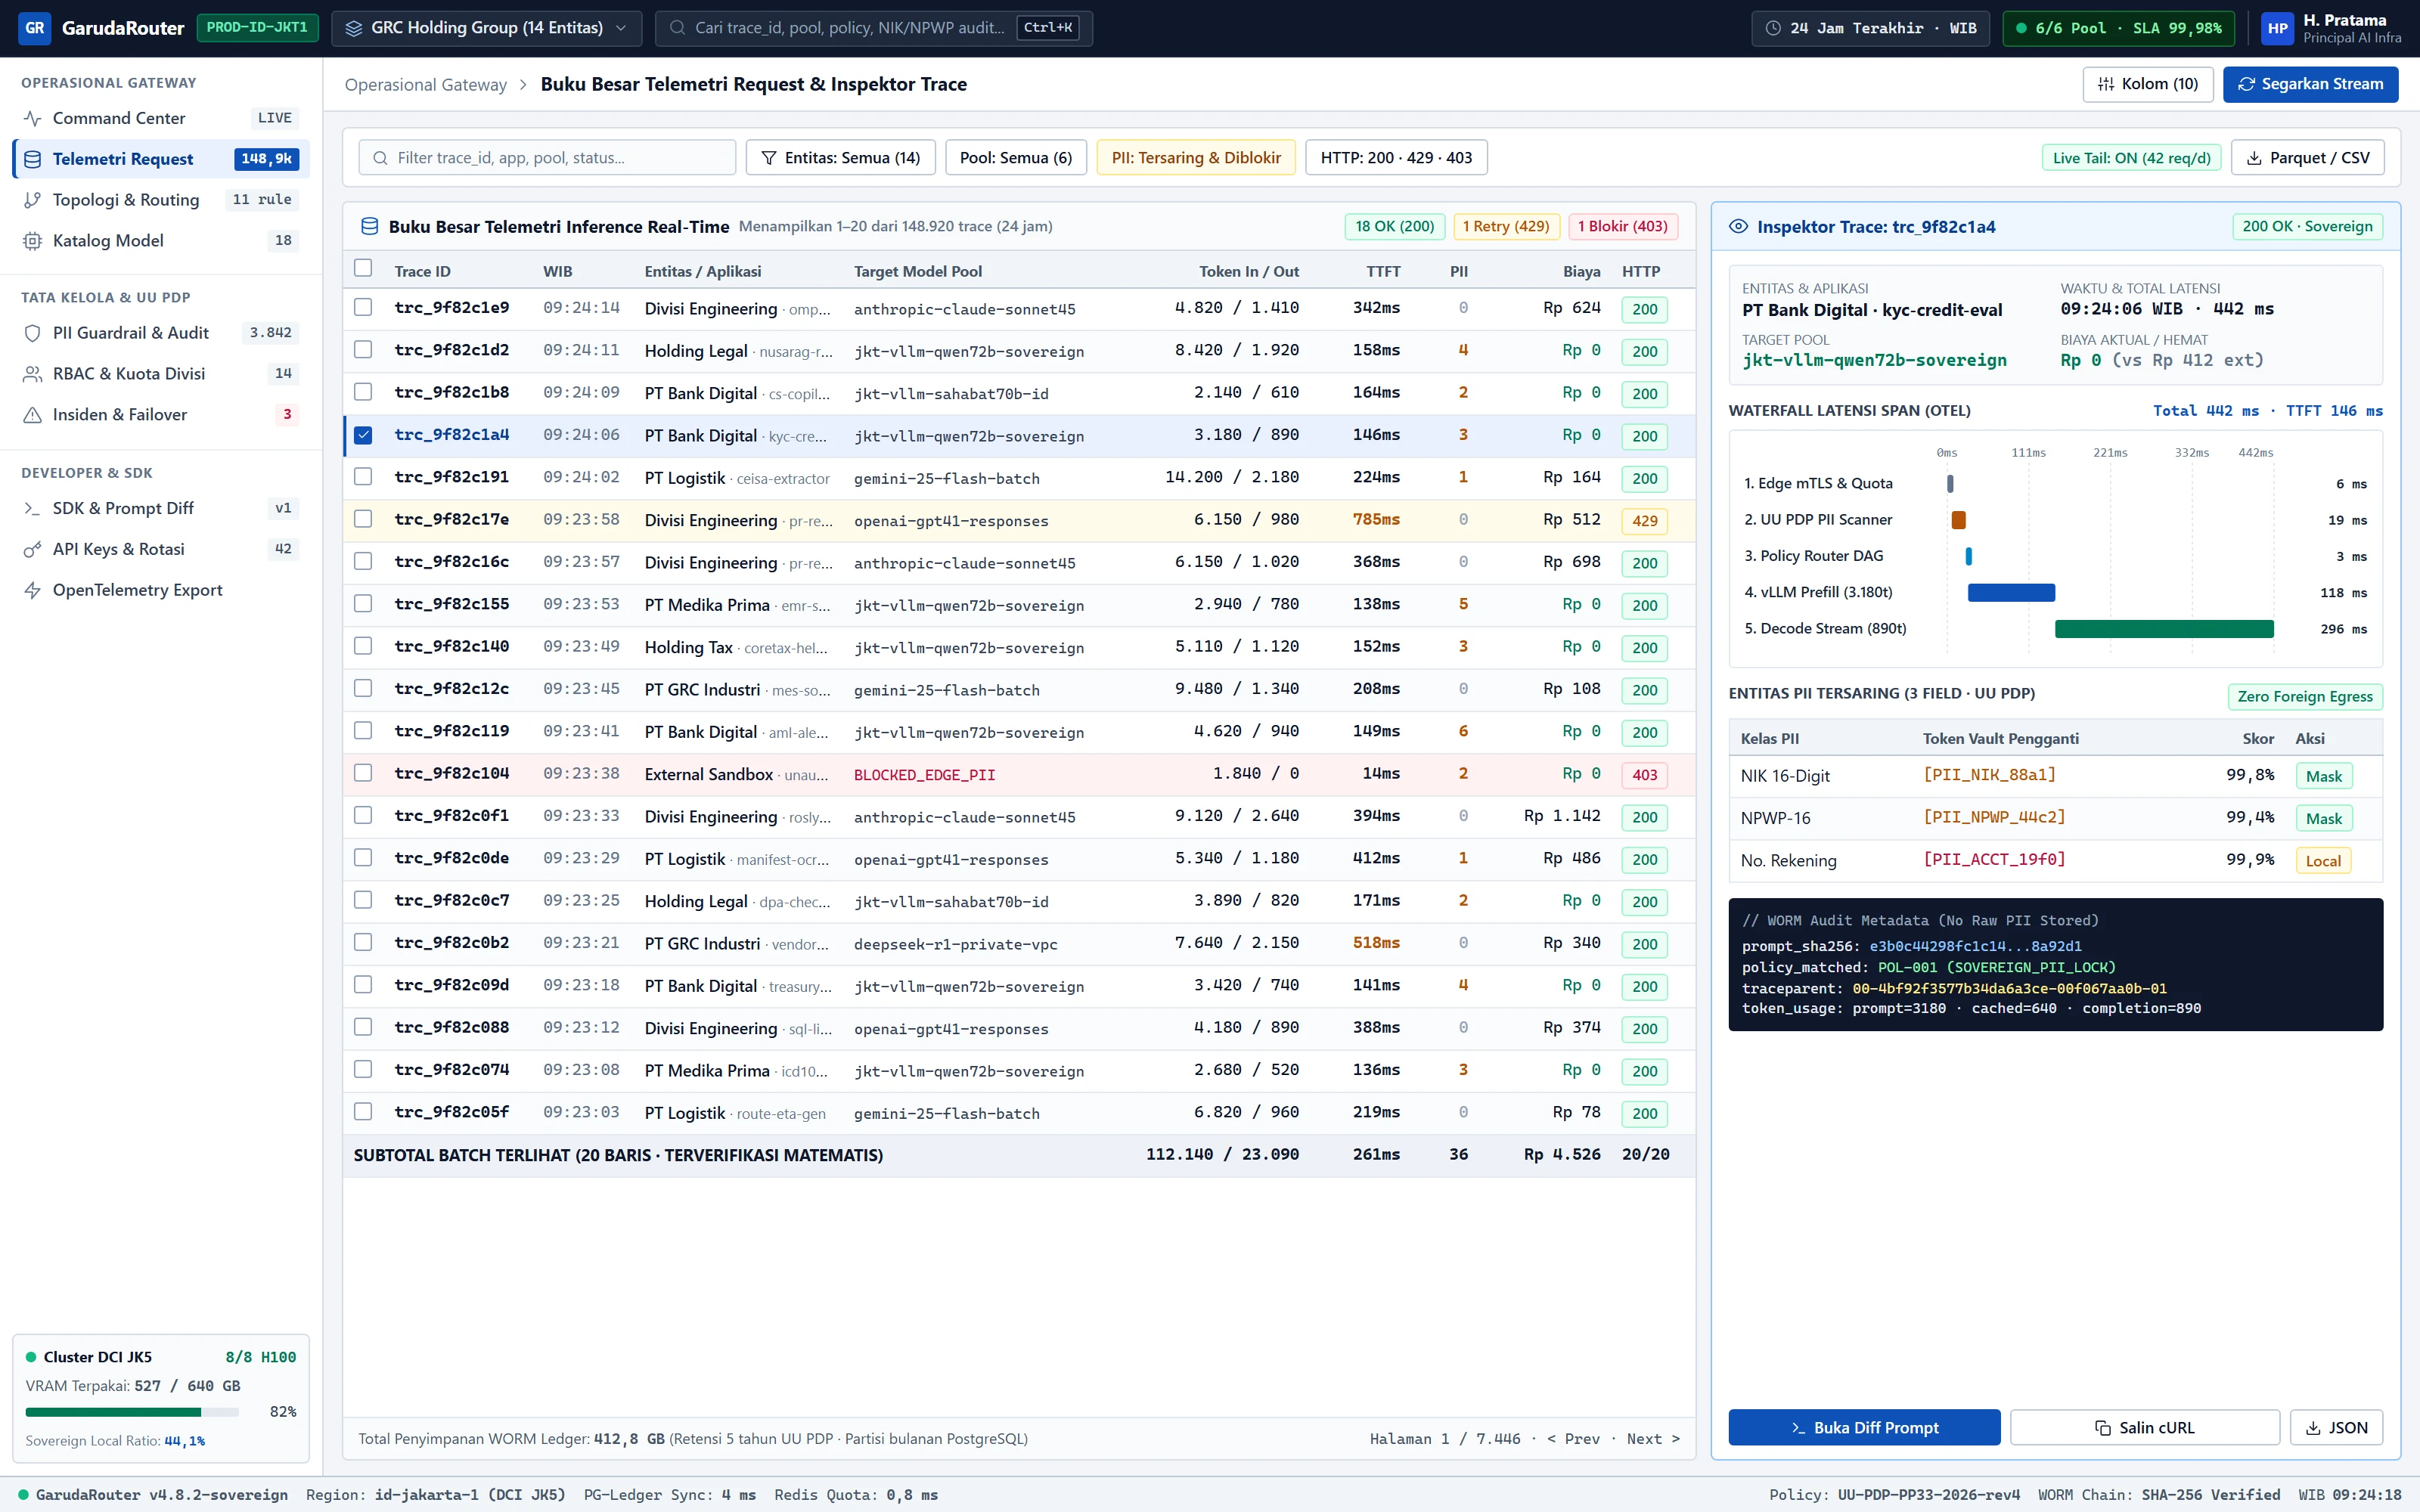 GR GarudaRouter PROD-ID-JKT1 GRC Holding Group (14 Entitas) Cari trace_id, pool, policy, NIK/NPWP audit... Ctrl+K 24 Jam Terakhir · WIB 6/6 Pool · SLA 99,98% HP H. Pratama
Principal AI Infra
OPERASIONAL GATEWAY
Command Center LIVE
Telemetri Request 148,9k
Topologi & Routing 11 rule
Katalog Model 18
TATA KELOLA & UU PDP
PII Guardrail & Audit 3.842
RBAC & Kuota Divisi 14
Insiden & Failover 3
DEVELOPER & SDK
SDK & Prompt Diff v1
API Keys & Rotasi 42
OpenTelemetry Export
Cluster DCI JK5 8/8 H100
VRAM Terpakai: 527 / 640 GB
82%
Sovereign Local Ratio: 44,1%
Operasional Gateway > Buku Besar Telemetri Request & Inspektor Trace Kolom (10) Segarkan Stream
Filter trace_id, app, pool, status... Entitas: Semua (14) Pool: Semua (6) PII: Tersaring & Diblokir HTTP: 200 · 429 · 403 Live Tail: ON (42 req/d) Parquet / CSV
Buku Besar Telemetri Inference Real-Time Menampilkan 1–20 dari 148.920 trace (24 jam) 18 OK (200) 1 Retry (429) 1 Blokir (403)
Trace ID WIB Entitas / Aplikasi Target Model Pool Token In / Out TTFT PII Biaya HTTP
trc_9f82c1e9 09:24:14 Divisi Engineering · omp... anthropic-claude-sonnet45 4.820 / 1.410 342ms 0 Rp 624 200
trc_9f82c1d2 09:24:11 Holding Legal · nusarag-r... jkt-vllm-qwen72b-sovereign 8.420 / 1.920 158ms 4 Rp 0 200
trc_9f82c1b8 09:24:09 PT Bank Digital · cs-copil... jkt-vllm-sahabat70b-id 2.140 / 610 164ms 2 Rp 0 200
trc_9f82c1a4 09:24:06 PT Bank Digital · kyc-cre... jkt-vllm-qwen72b-sovereign 3.180 / 890 146ms 3 Rp 0 200
trc_9f82c191 09:24:02 PT Logistik · ceisa-extractor gemini-25-flash-batch 14.200 / 2.180 224ms 1 Rp 164 200
trc_9f82c17e 09:23:58 Divisi Engineering · pr-re... openai-gpt41-responses 6.150 / 980 785ms 0 Rp 512 429
trc_9f82c16c 09:23:57 Divisi Engineering · pr-re... anthropic-claude-sonnet45 6.150 / 1.020 368ms 0 Rp 698 200
trc_9f82c155 09:23:53 PT Medika Prima · emr-s... jkt-vllm-qwen72b-sovereign 2.940 / 780 138ms 5 Rp 0 200
trc_9f82c140 09:23:49 Holding Tax · coretax-hel... jkt-vllm-qwen72b-sovereign 5.110 / 1.120 152ms 3 Rp 0 200
trc_9f82c12c 09:23:45 PT GRC Industri · mes-so... gemini-25-flash-batch 9.480 / 1.340 208ms 0 Rp 108 200
trc_9f82c119 09:23:41 PT Bank Digital · aml-ale... jkt-vllm-qwen72b-sovereign 4.620 / 940 149ms 6 Rp 0 200
trc_9f82c104 09:23:38 External Sandbox · unau... BLOCKED_EDGE_PII 1.840 / 0 14ms 2 Rp 0 403
trc_9f82c0f1 09:23:33 Divisi Engineering · rosly... anthropic-claude-sonnet45 9.120 / 2.640 394ms 0 Rp 1.142 200
trc_9f82c0de 09:23:29 PT Logistik · manifest-ocr... openai-gpt41-responses 5.340 / 1.180 412ms 1 Rp 486 200
trc_9f82c0c7 09:23:25 Holding Legal · dpa-chec... jkt-vllm-sahabat70b-id 3.890 / 820 171ms 2 Rp 0 200
trc_9f82c0b2 09:23:21 PT GRC Industri · vendor... deepseek-r1-private-vpc 7.640 / 2.150 518ms 0 Rp 340 200
trc_9f82c09d 09:23:18 PT Bank Digital · treasury... jkt-vllm-qwen72b-sovereign 3.420 / 740 141ms 4 Rp 0 200
trc_9f82c088 09:23:12 Divisi Engineering · sql-li... openai-gpt41-responses 4.180 / 890 388ms 0 Rp 374 200
trc_9f82c074 09:23:08 PT Medika Prima · icd10... jkt-vllm-qwen72b-sovereign 2.680 / 520 136ms 3 Rp 0 200
trc_9f82c05f 09:23:03 PT Logistik · route-eta-gen gemini-25-flash-batch 6.820 / 960 219ms 0 Rp 78 200
SUBTOTAL BATCH TERLIHAT (20 BARIS · TERVERIFIKASI MATEMATIS) 112.140 / 23.090 261ms 36 Rp 4.526 20/20
Total Penyimpanan WORM Ledger: 412,8 GB (Retensi 5 tahun UU PDP · Partisi bulanan PostgreSQL) Halaman 1 / 7.446 · < Prev · Next >
Inspektor Trace: trc_9f82c1a4 200 OK · Sovereign
ENTITAS & APLIKASI WAKTU & TOTAL LATENSI
PT Bank Digital · kyc-credit-eval 09:24:06 WIB · 442 ms
TARGET POOL BIAYA AKTUAL / HEMAT
jkt-vllm-qwen72b-sovereign Rp 0 (vs Rp 412 ext)
WATERFALL LATENSI SPAN (OTEL) Total 442 ms · TTFT 146 ms
0ms 111ms 221ms 332ms 442ms
1. Edge mTLS & Quota 6 ms
2. UU PDP PII Scanner 19 ms
3. Policy Router DAG 3 ms
4. vLLM Prefill (3.180t) 118 ms
5. Decode Stream (890t) 296 ms
ENTITAS PII TERSARING (3 FIELD · UU PDP) Zero Foreign Egress
Kelas PII Token Vault Pengganti Skor Aksi
NIK 16-Digit [PII_NIK_88a1] 99,8% Mask
NPWP-16 [PII_NPWP_44c2] 99,4% Mask
No. Rekening [PII_ACCT_19f0] 99,9% Local
// WORM Audit Metadata (No Raw PII Stored)
prompt_sha256: e3b0c44298fc1c14...8a92d1
policy_matched: POL-001 (SOVEREIGN_PII_LOCK)
traceparent: 00-4bf92f3577b34da6a3ce-00f067aa0b-01
token_usage: prompt=3180 · cached=640 · completion=890
Buka Diff Prompt Salin cURL JSON
GarudaRouter v4.8.2-sovereign Region: id-jakarta-1 (DCI JK5) PG-Ledger Sync: 4 ms Redis Quota: 0,8 ms Policy: UU-PDP-PP33-2026-rev4 WORM Chain: SHA-256 Verified WIB 09:24:18